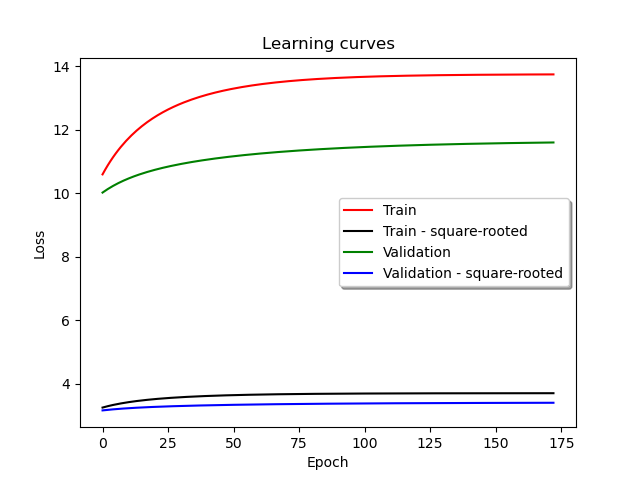 Learning curves
14
12
10
8
6
4
Loss
Train
Train - square-rooted
Validation
Validation - square-rooted
0 25 50 75 100 125 150 175
Epoch